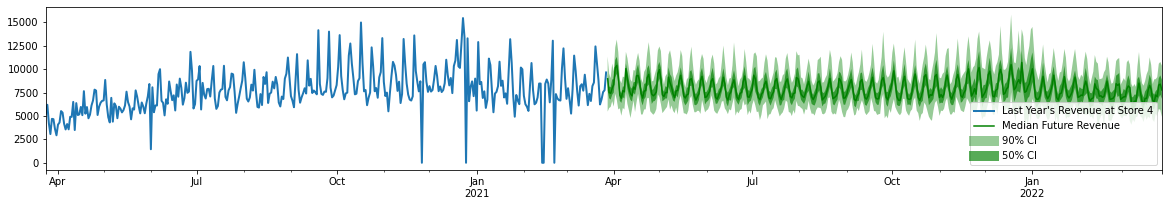 15000
12500
10000
7500
5000
2500
0
Apr Jul Oct Jan Apr Jul Oct Jan
2021 2022
Last Year's Revenue at Store 4
Median Future Revenue
90% CI
50% CI